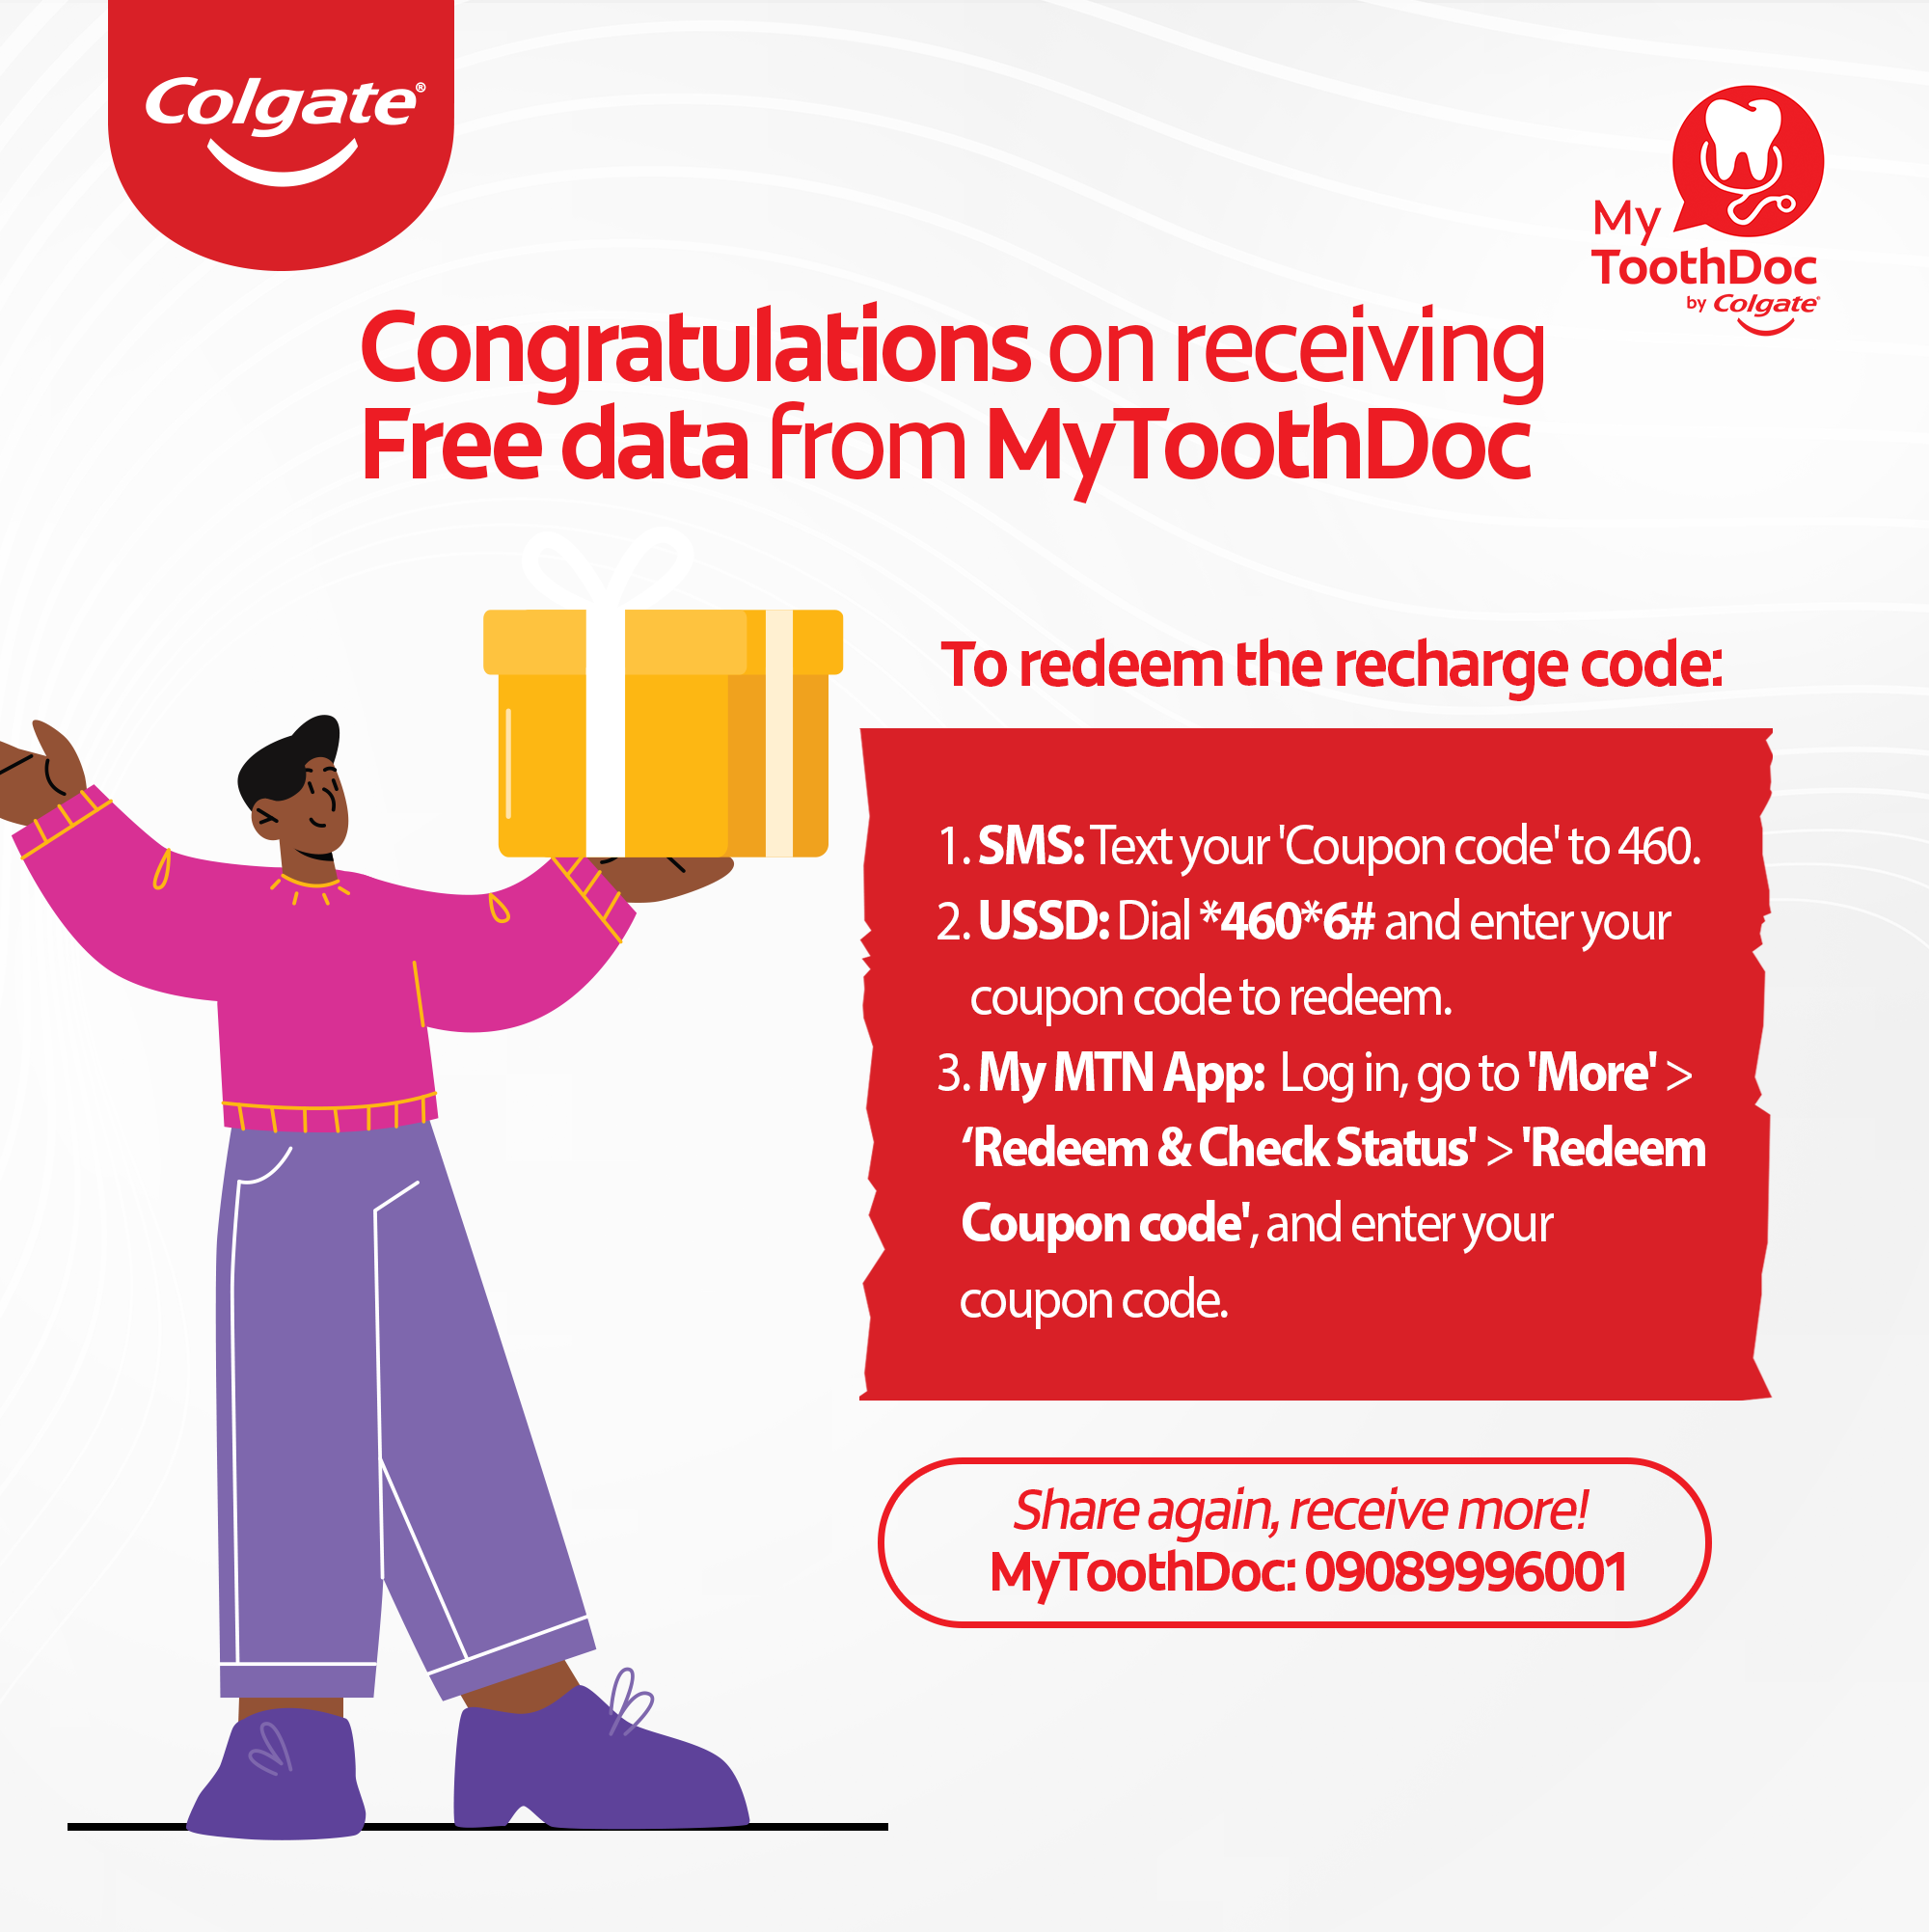 Colgate®
My
ToothDoc
by Colgate®
Congratulations on receiving
Free data from MyToothDoc
To redeem the recharge code:
1. SMS: Text your 'Coupon code' to 460.
2. USSD: Dial *460*6# and enter your
coupon code to redeem.
3. My MTN App: Log in, go to 'More' >
‘Redeem & Check Status' > 'Redeem
Coupon code', and enter your
coupon code.
Share again, receive more!
MyToothDoc: 09089996001